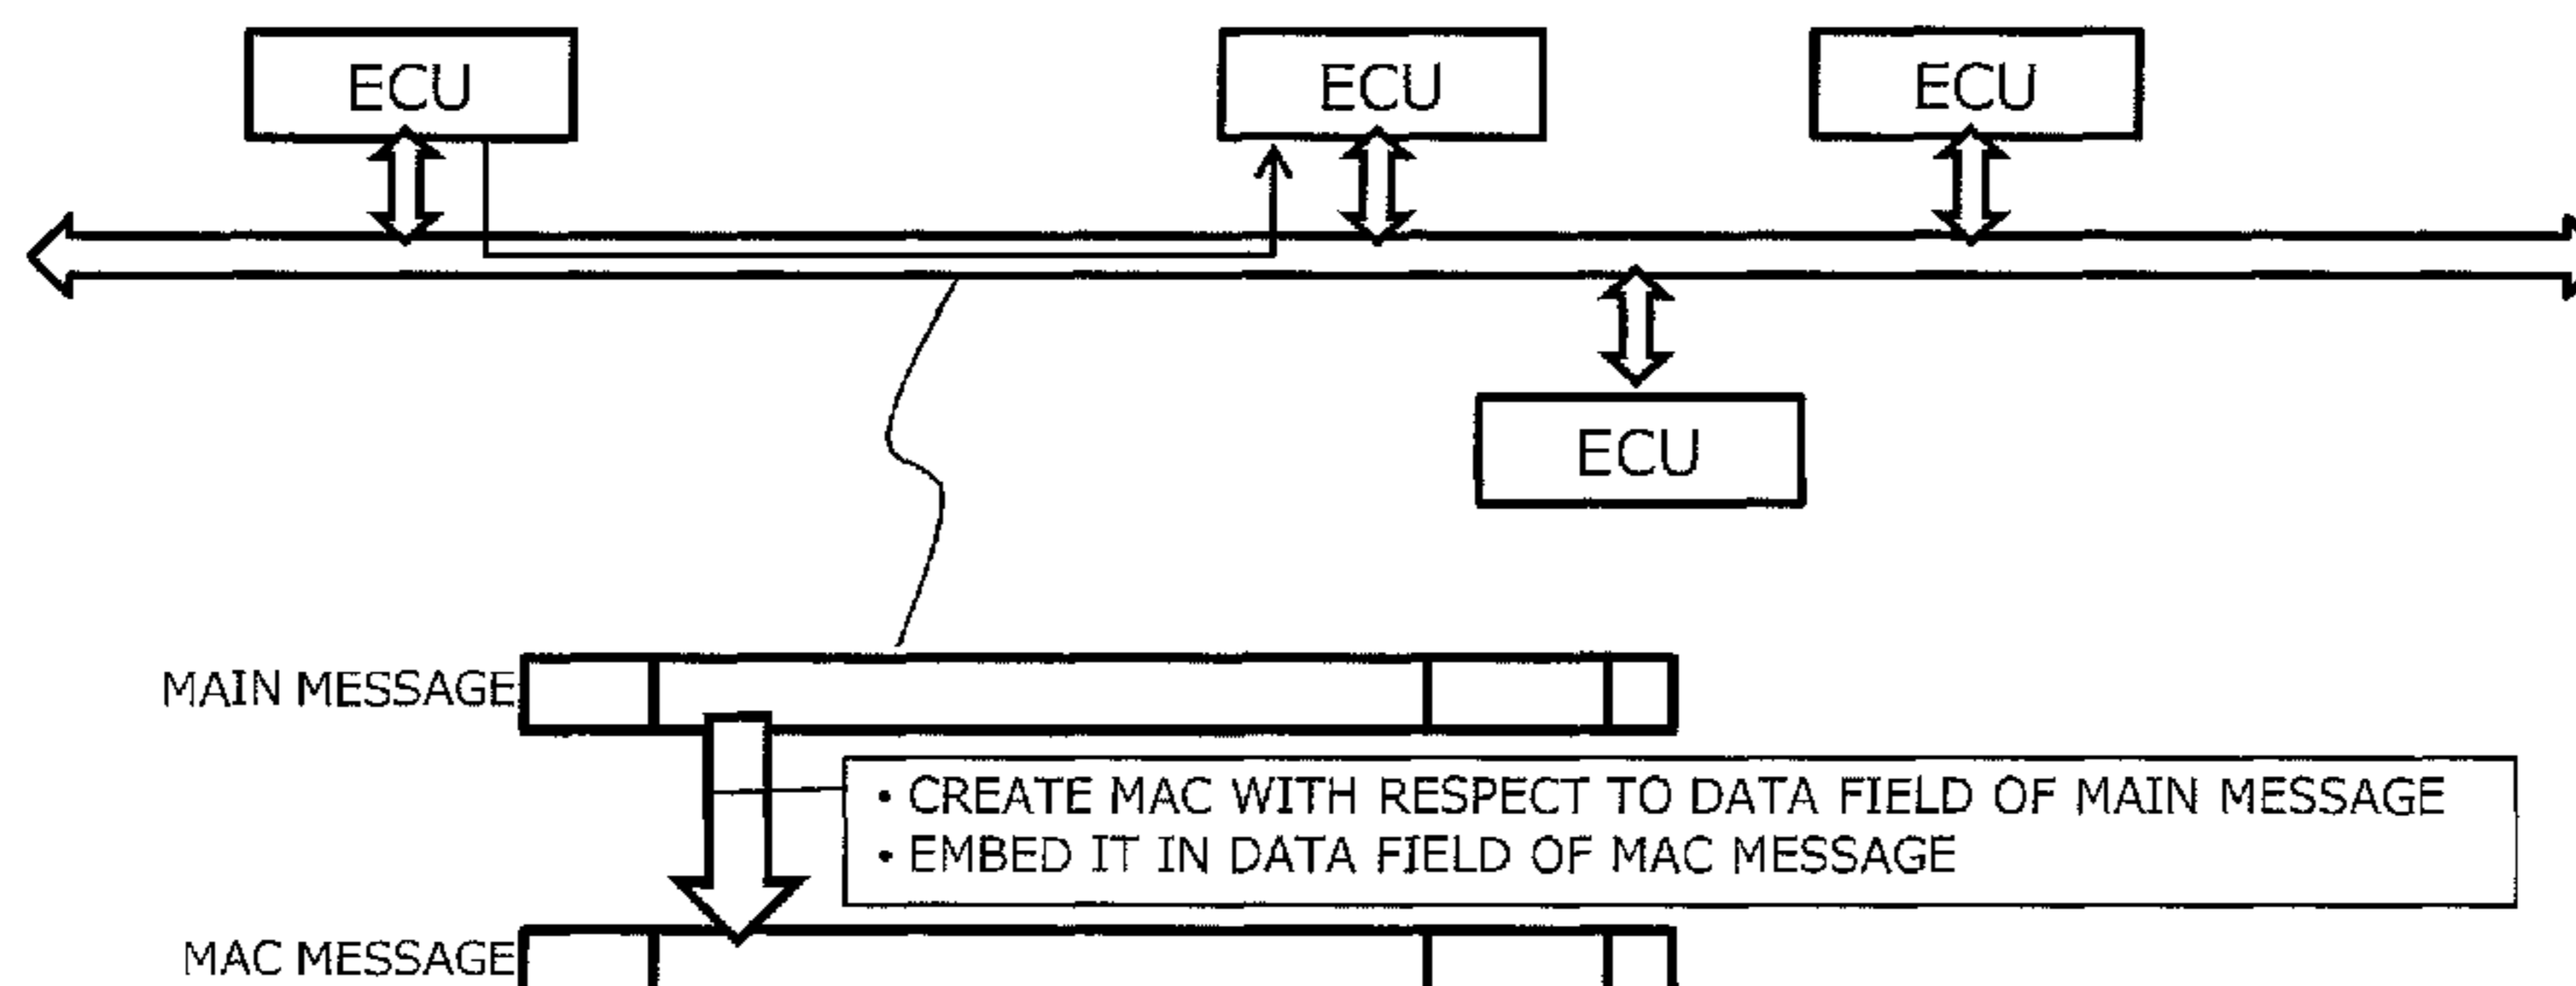 ECU
ECU
ECU
ECU
MAIN MESSAGE
• CREATE MAC WITH RESPECT TO DATA FIELD OF MAIN MESSAGE
• EMBED IT IN DATA FIELD OF MAC MESSAGE
MAC MESSAGE